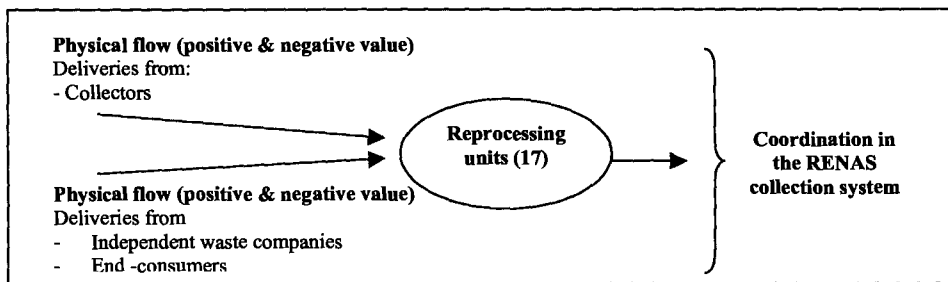 Physical flow (positive & negative value)
Deliveries from:
- Collectors
Reprocessing
units (17)
Coordination in
the RENAS
collection system
Physical flow (positive & negative value)
Deliveries from
- Independent waste companies
- End -consumers